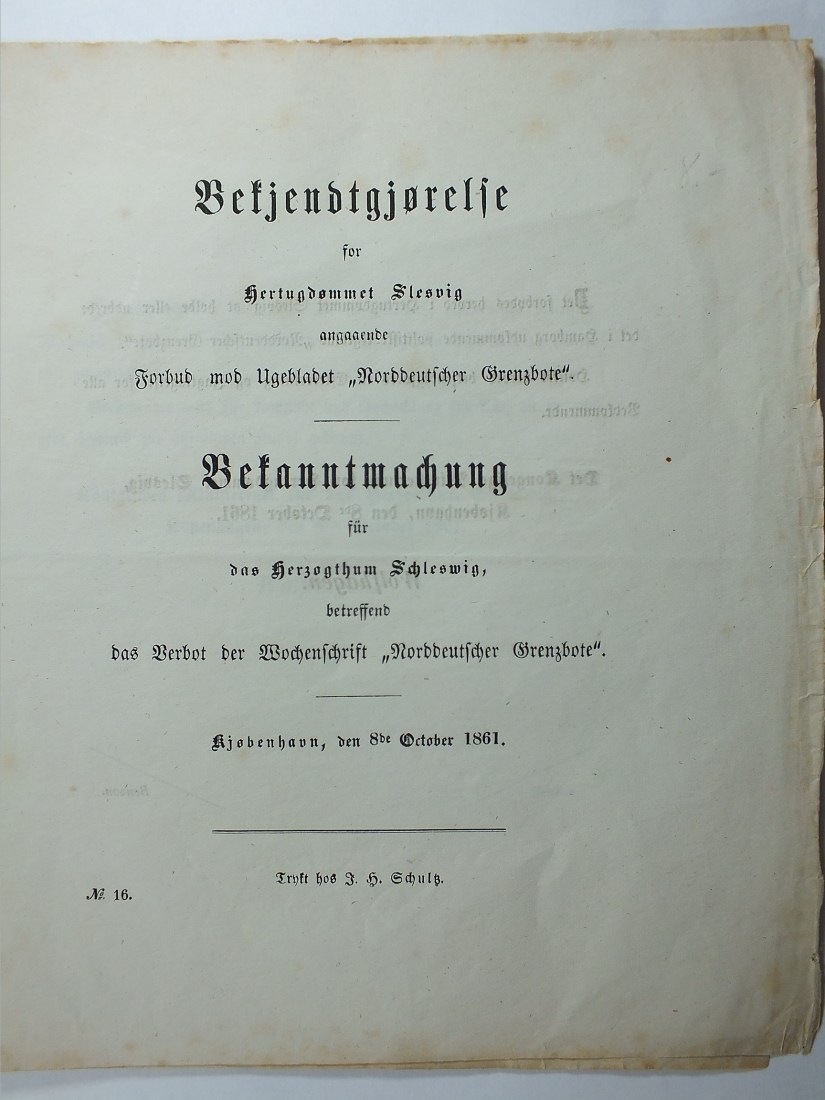 Bekjendtgjørelse
for
Hertugdømmet Slesvig
angaaende
Forbud mod Ugebladet „Norddeutscher Grenzbote“.
Bekanntmachung
für
das Herzogthum Schleswig,
betreffend
das Verbot der Wochenschrift „Norddeutscher Grenzbote“.
Kjøbenhavn, den 8de October 1861.
Trykt hos J. H. Schultz.
№ 16.